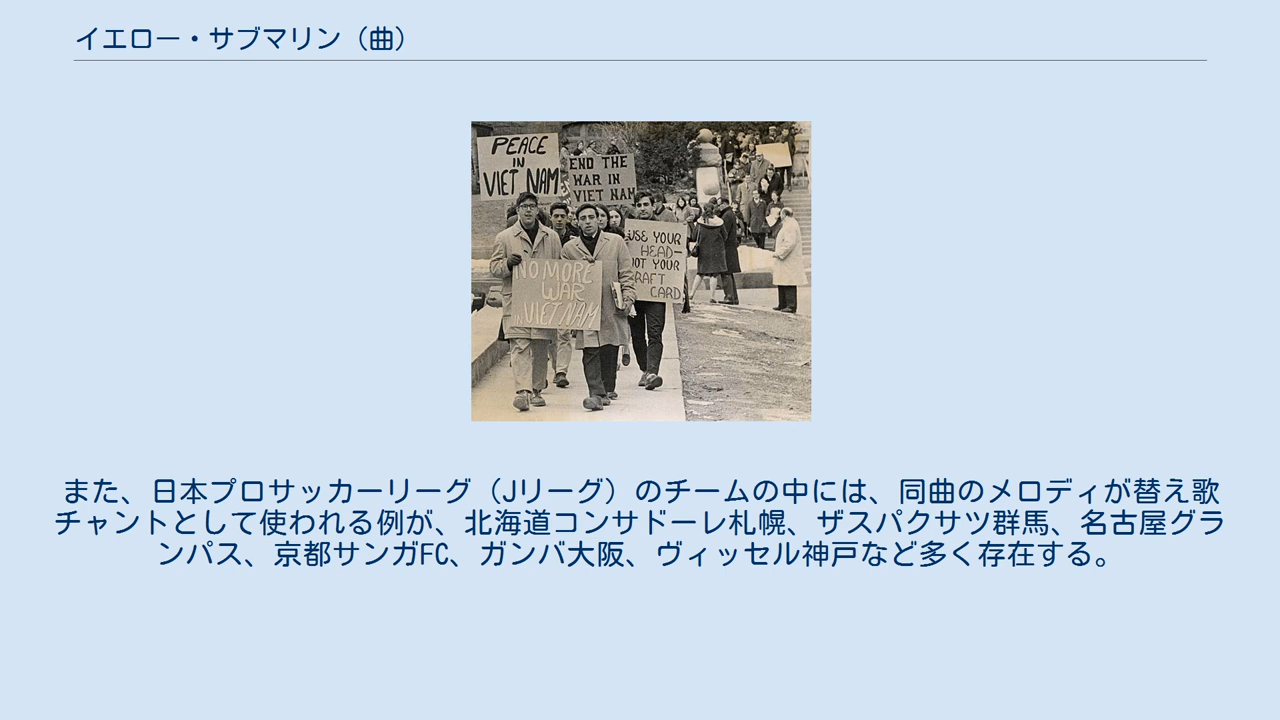 イエロー・サブマリン（曲）
PEACE
IN
VIET NAM
END THE
WAR IN
VIET NAM
USE YOUR
HEAD-
NOT YOUR
DRAFT
CARD
NO MORE
WAR
IN VIET NAM
また、日本プロサッカーリーグ（Jリーグ）のチームの中には、同曲のメロディが替え歌
チャントとして使われる例が、北海道コンサドーレ札幌、ザスパクサツ群馬、名古屋グラ
ンパス、京都サンガFC、ガンバ大阪、ヴィッセル神戸など多く存在する。